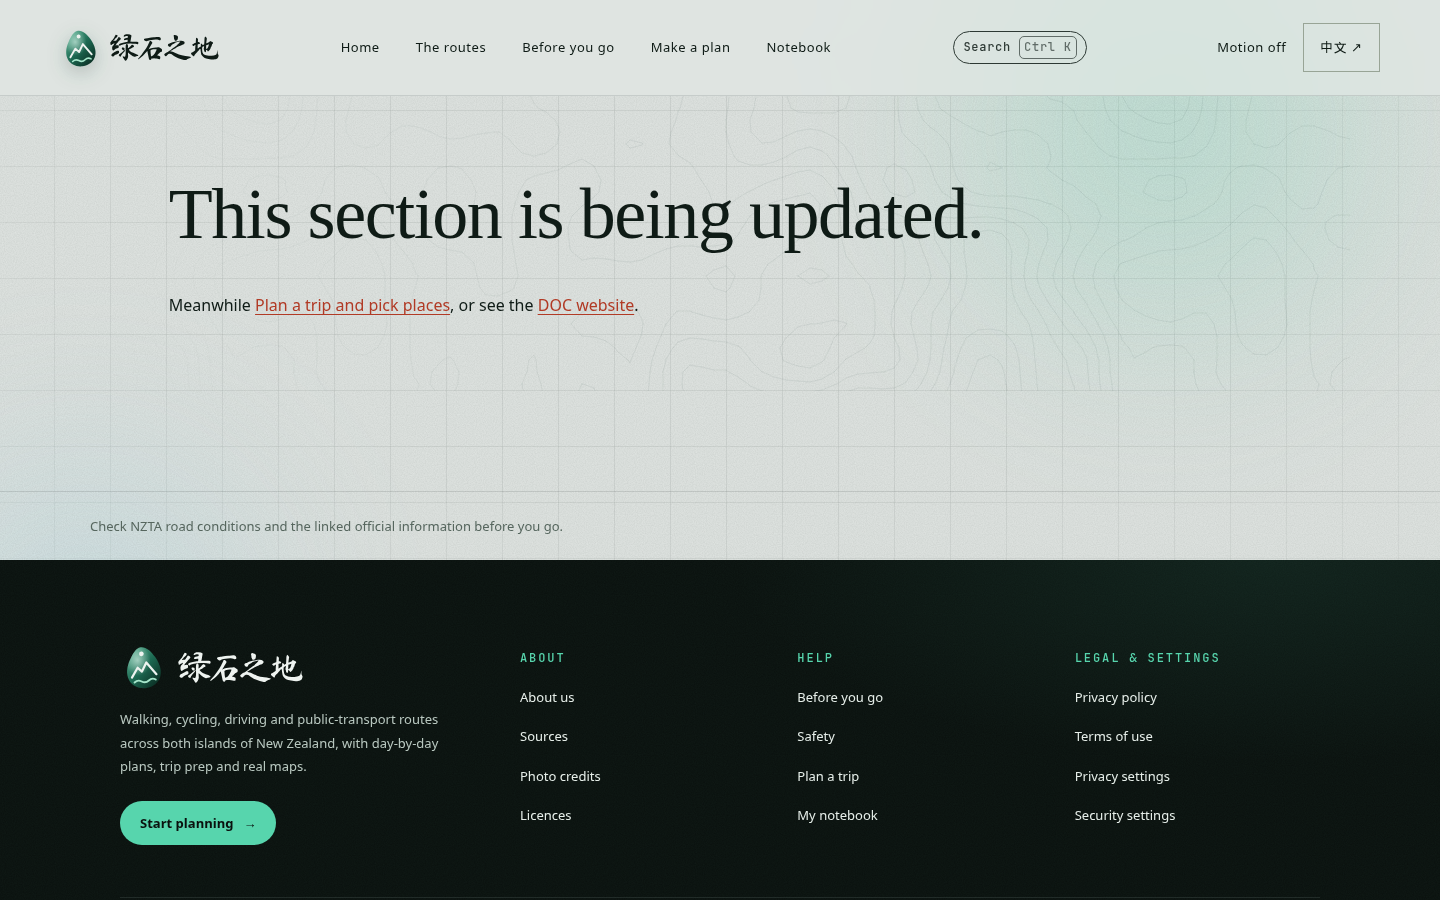 绿石之地
Home
The routes
Before you go
Make a plan
Notebook
Search Ctrl K
Motion off
中文 ↗
This section is being updated.
Meanwhile Plan a trip and pick places, or see the DOC website.
Check NZTA road conditions and the linked official information before you go.
绿石之地
Walking, cycling, driving and public-transport routes
across both islands of New Zealand, with day-by-day
plans, trip prep and real maps.
Start planning →
ABOUT
About us
Sources
Photo credits
Licences
HELP
Before you go
Safety
Plan a trip
My notebook
LEGAL & SETTINGS
Privacy policy
Terms of use
Privacy settings
Security settings